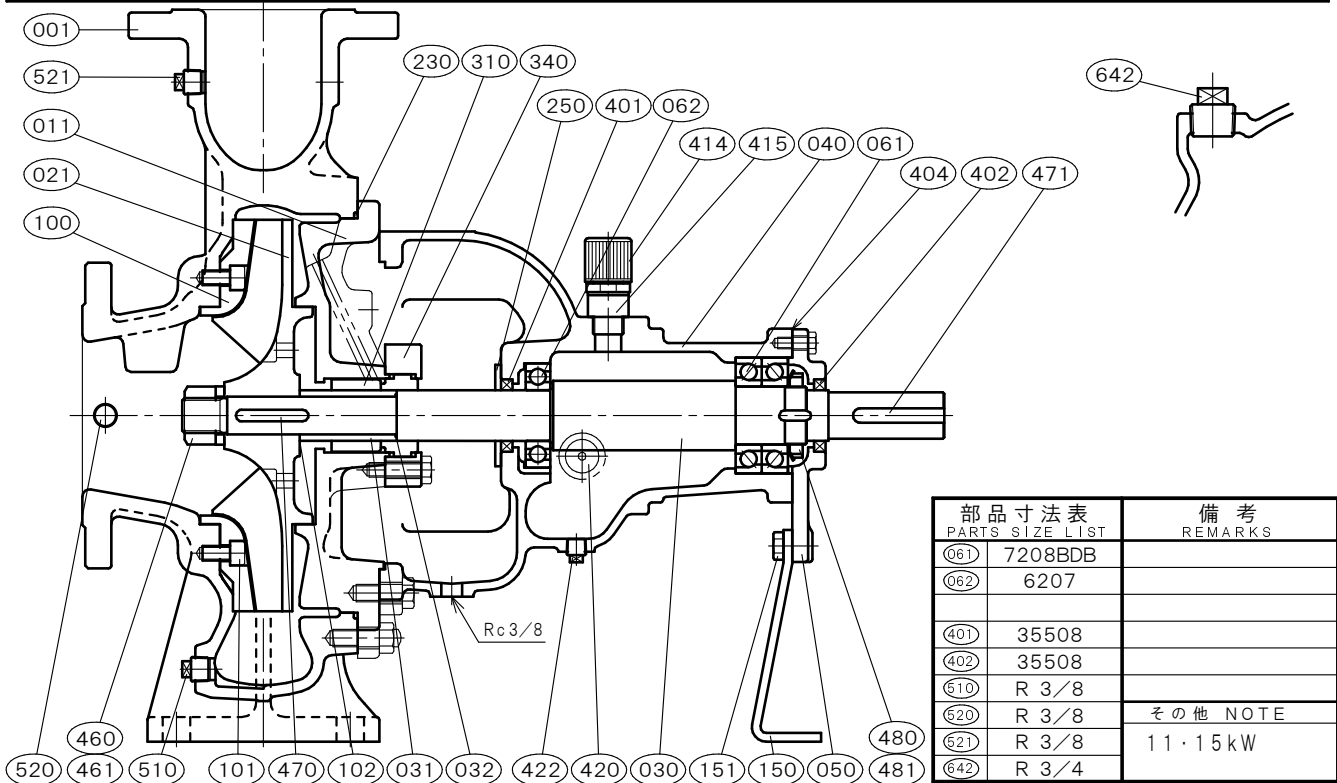 001
521
011
021
100
230 310 340
250 401 062
414 415 040 061
404 402 471
642
Rc3/8
460
520 461 510 101 470 102 031 032 422 420 030 151 150 050
480
481
部品寸法表 備考
PARTS SIZE LIST REMARKS
061 7208BDB
062 6207
401 35508
402 35508
510 R 3/8
520 R 3/8
521 R 3/8
642 R 3/4
その他 NOTE
11・15kW